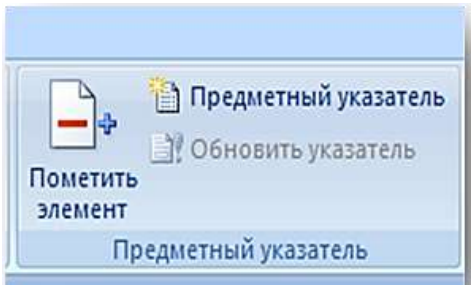 Пометить
элемент
Предметный указатель
Обновить указатель
Предметный указатель